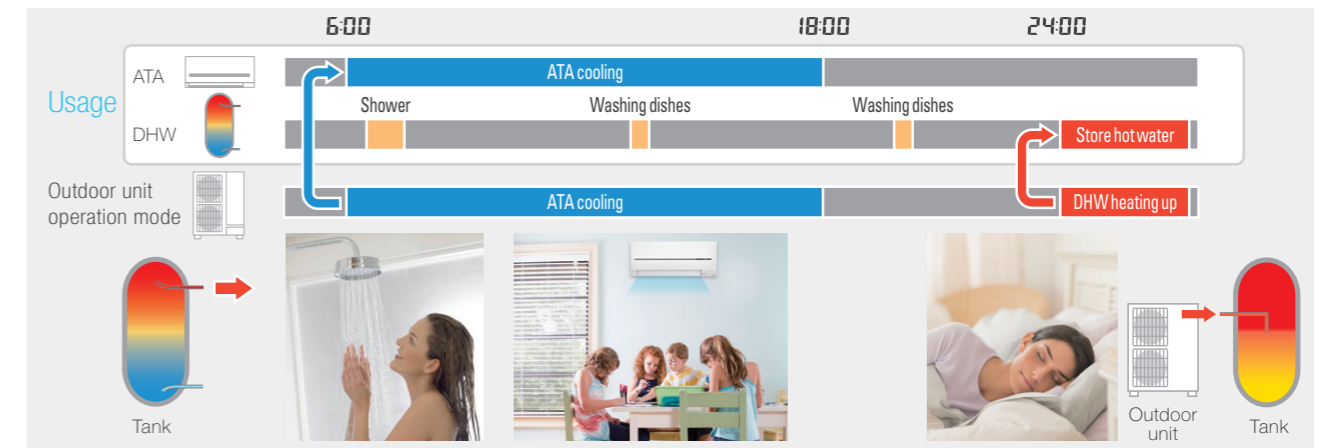 6:00 18:00 24:00
Usage
ATA
ATA cooling
Shower Washing dishes Washing dishes
DHW
Store hot water
Outdoor unit
operation mode
ATA cooling
DHW heating up
Tank
Outdoor
unit
Tank